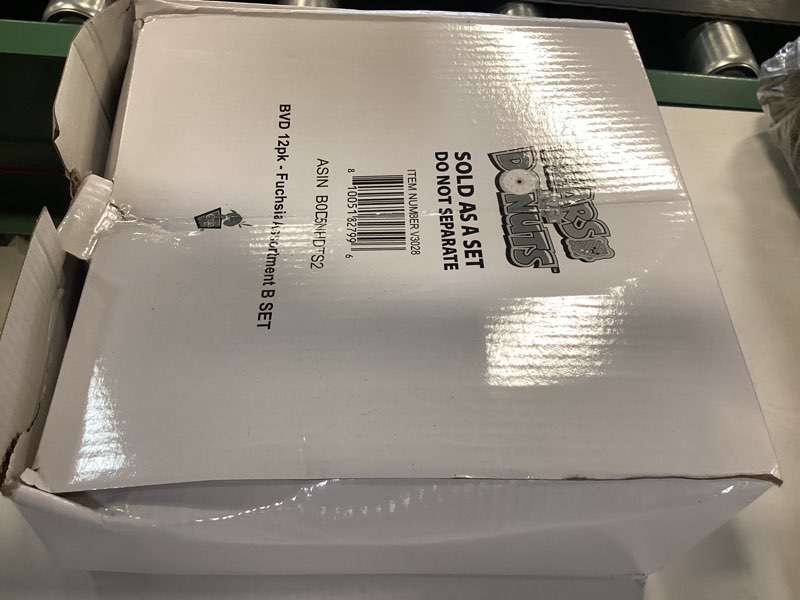 DONUTS
SOLD AS A SET
DO NOT SEPARATE
ITEM NUMBER V3028
8 10051 82799 6
ASIN
BVD 12pk - Fuchsia Assortment B SET